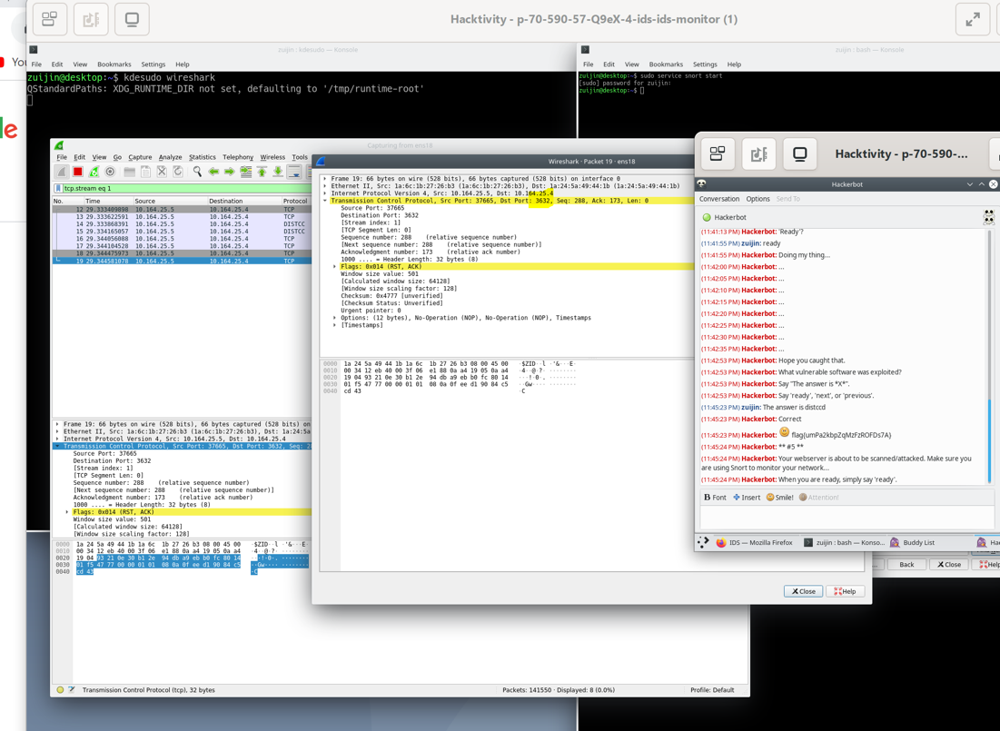 Hacktivity - p-70-590-57-Q9eX-4-ids-ids-monitor (1)
You
le
zuijin : kdesudo — Konsole
File Edit View Bookmarks Settings Help
zuijin@desktop:~$ kdesudo wireshark
QStandardPaths: XDG_RUNTIME_DIR not set, defaulting to '/tmp/runtime-root'
zuijin : bash — Konsole
File Edit View Bookmarks Settings Help
zuijin@desktop:~$ sudo service snort start
[sudo] password for zuijin:
zuijin@desktop:~$
Capturing from ens18
File Edit View Go Capture Analyze Statistics Telephony Wireless Tools
tcp.stream eq 1
No. Time Source Destination Protocol
12 29.333409898 10.164.25.5 10.164.25.4 TCP
13 29.333622591 10.164.25.5 10.164.25.4 TCP
14 29.333868391 10.164.25.5 10.164.25.4 DISTCC
15 29.334165057 10.164.25.5 10.164.25.4 DISTCC
16 29.344056088 10.164.25.5 10.164.25.4 TCP
17 29.344104528 10.164.25.5 10.164.25.4 TCP
18 29.344475973 10.164.25.5 10.164.25.4 TCP
19 29.344581078 10.164.25.5 10.164.25.4 TCP
Frame 19: 66 bytes on wire (528 bits), 66 bytes captured (528 bits) on
Ethernet II, Src: 1a:6c:1b:27:26:b3 (1a:6c:1b:27:26:b3), Dst: 1a:24:5a
Internet Protocol Version 4, Src: 10.164.25.5, Dst: 10.164.25.4
Transmission Control Protocol, Src Port: 37665, Dst Port: 3632, Seq: 2
Source Port: 37665
Destination Port: 3632
[Stream index: 1]
[TCP Segment Len: 0]
Sequence number: 288 (relative sequence number)
[Next sequence number: 288 (relative sequence number)]
Acknowledgment number: 173 (relative ack number)
1000 .... = Header Length: 32 bytes (8)
Flags: 0x014 (RST, ACK)
Window size value: 501
[Calculated window size: 64128]
[Window size scaling factor: 128]
0000 1a 24 5a 49 44 1b 1a 6c 1b 27 26 b3 08 00 45 00 ·$ZID··l ·'&···E·
0010 00 34 12 eb 40 00 3f 06 e1 88 0a a4 19 05 0a a4 ·4··@·?· ········
0020 19 04 93 21 0e 30 b1 2e 94 db a9 eb b0 fc 80 14 ···!·0·. ········
0030 01 f5 47 77 00 00 01 01 08 0a 0f ee d1 90 84 c5 ··Gw···· ········
0040 cd 43 ·C
Transmission Control Protocol (tcp), 32 bytes
Packets: 141550 · Displayed: 8 (0.0%)
Profile: Default
Wireshark · Packet 19 · ens18
Frame 19: 66 bytes on wire (528 bits), 66 bytes captured (528 bits) on interface 0
Ethernet II, Src: 1a:6c:1b:27:26:b3 (1a:6c:1b:27:26:b3), Dst: 1a:24:5a:49:44:1b (1a:24:5a:49:44:1b)
Internet Protocol Version 4, Src: 10.164.25.5, Dst: 10.164.25.4
Transmission Control Protocol, Src Port: 37665, Dst Port: 3632, Seq: 288, Ack: 173, Len: 0
Source Port: 37665
Destination Port: 3632
[Stream index: 1]
[TCP Segment Len: 0]
Sequence number: 288 (relative sequence number)
[Next sequence number: 288 (relative sequence number)]
Acknowledgment number: 173 (relative ack number)
1000 .... = Header Length: 32 bytes (8)
Flags: 0x014 (RST, ACK)
Window size value: 501
[Calculated window size: 64128]
[Window size scaling factor: 128]
Checksum: 0x4777 [unverified]
[Checksum Status: Unverified]
Urgent pointer: 0
Options: (12 bytes), No-Operation (NOP), No-Operation (NOP), Timestamps
[Timestamps]
0000 1a 24 5a 49 44 1b 1a 6c 1b 27 26 b3 08 00 45 00 ·$ZID··l ·'&···E·
0010 00 34 12 eb 40 00 3f 06 e1 88 0a a4 19 05 0a a4 ·4··@·?· ········
0020 19 04 93 21 0e 30 b1 2e 94 db a9 eb b0 fc 80 14 ···!·0·. ········
0030 01 f5 47 77 00 00 01 01 08 0a 0f ee d1 90 84 c5 ··Gw···· ········
0040 cd 43 ·C
Close Help
Hacktivity - p-70-590-...
Hackerbot
Conversation Options Send To
Hackerbot
(11:41:13 PM) Hackerbot: 'Ready'?
(11:41:55 PM) zuijin: ready
(11:41:55 PM) Hackerbot: Doing my thing...
(11:42:00 PM) Hackerbot: ...
(11:42:05 PM) Hackerbot: ...
(11:42:10 PM) Hackerbot: ...
(11:42:15 PM) Hackerbot: ...
(11:42:20 PM) Hackerbot: ...
(11:42:25 PM) Hackerbot: ...
(11:42:30 PM) Hackerbot: ...
(11:42:35 PM) Hackerbot: ...
(11:42:53 PM) Hackerbot: Hope you caught that.
(11:42:53 PM) Hackerbot: What vulnerable software was exploited?
(11:42:53 PM) Hackerbot: Say "The answer is *X*".
(11:42:53 PM) Hackerbot: Say 'ready', 'next', or 'previous'.
(11:45:23 PM) zuijin: The answer is distccd
(11:45:23 PM) Hackerbot: Correct
(11:45:23 PM) Hackerbot: flag{umPa2kbpZqMzFzROFDs7A}
(11:45:24 PM) Hackerbot: ** #5 **
(11:45:24 PM) Hackerbot: Your webserver is about to be scanned/attacked. Make sure you
are using Snort to monitor your network...
(11:45:24 PM) Hackerbot: When you are ready, simply say 'ready'.
B Font Insert Smile! Attention!
IDS — Mozilla Firefox zuijin : bash — Konso... Buddy List Hac
Back Close Help